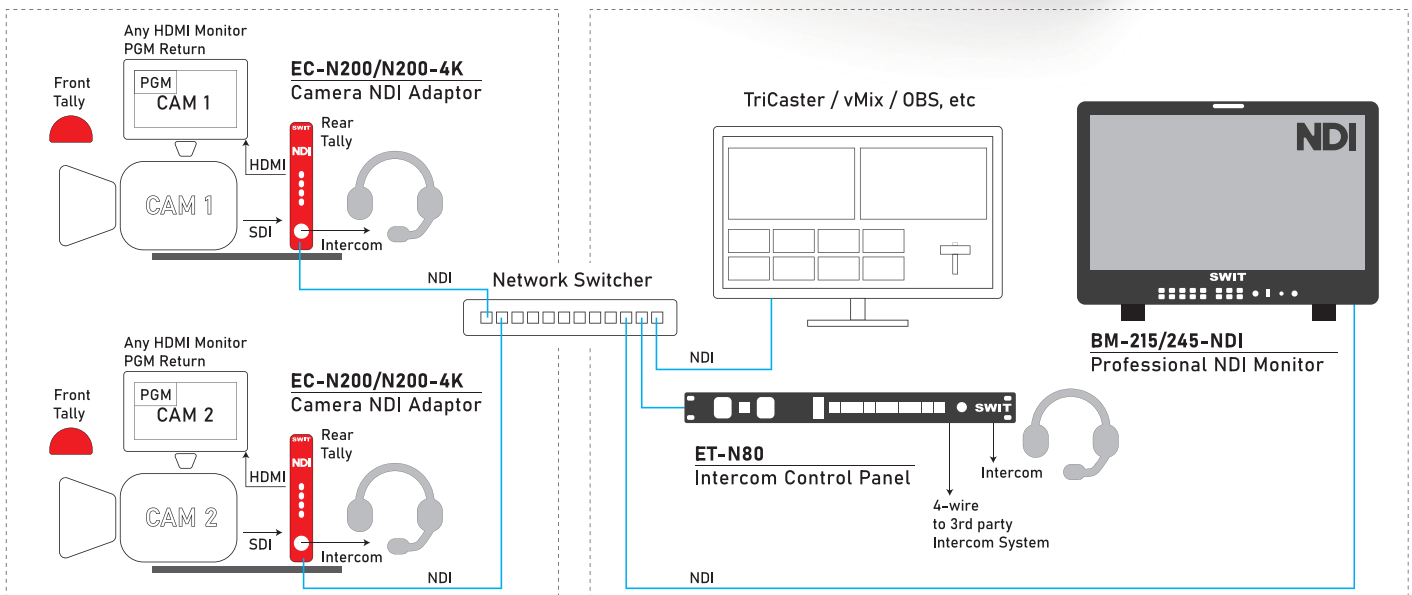 Any HDMI Monitor
PGM Return
Front
Tally
PGM
CAM 1
EC-N200/N200-4K
Camera NDI Adaptor
SWIT
NDI
Rear
Tally
HDMI
CAM 1
SDI
Intercom
NDI
Network Switcher
Any HDMI Monitor
PGM Return
Front
Tally
PGM
CAM 2
EC-N200/N200-4K
Camera NDI Adaptor
SWIT
NDI
Rear
Tally
HDMI
CAM 2
SDI
Intercom
NDI
TriCaster / vMix / OBS, etc
NDI
NDI
SWIT
BM-215/245-NDI
Professional NDI Monitor
SWIT
ET-N80
Intercom Control Panel
Intercom
4-wire
to 3rd party
Intercom System
NDI